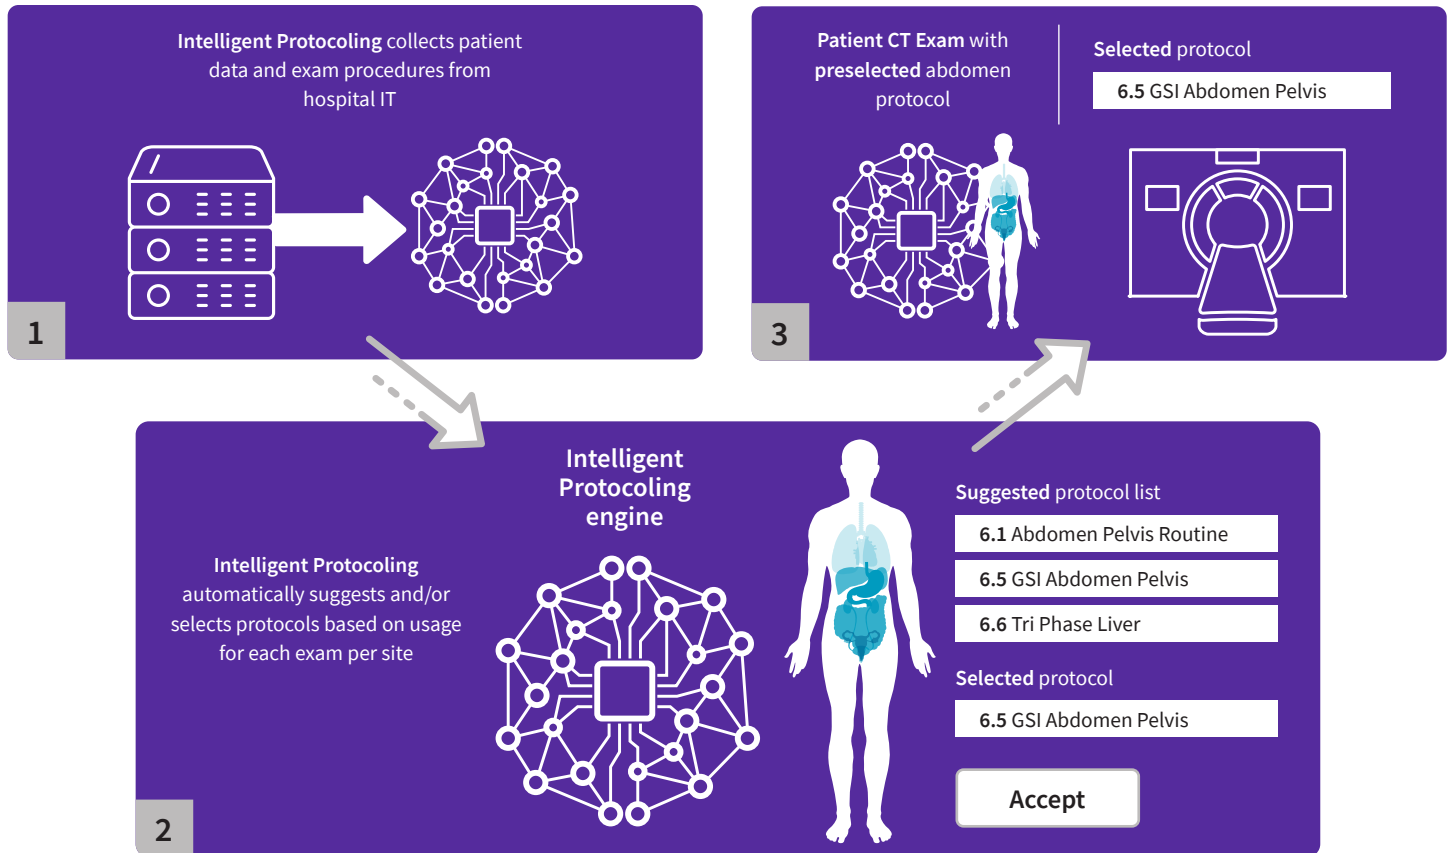 Intelligent Protocoling collects patient
data and exam procedures from
hospital IT
1
Intelligent
Protocoling
engine
Intelligent Protocoling
automatically suggests and/or
selects protocols based on usage
for each exam per site
Suggested protocol list
6.1 Abdomen Pelvis Routine
6.5 GSI Abdomen Pelvis
6.6 Tri Phase Liver
Selected protocol
6.5 GSI Abdomen Pelvis
Accept
2
Patient CT Exam with
preselected abdomen
protocol
Selected protocol
6.5 GSI Abdomen Pelvis
3